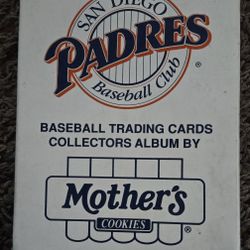 SAN DIEGO
PADRES
Baseball Club
®
BASEBALL TRADING CARDS
COLLECTORS ALBUM BY
Mother's
COOKIES
®